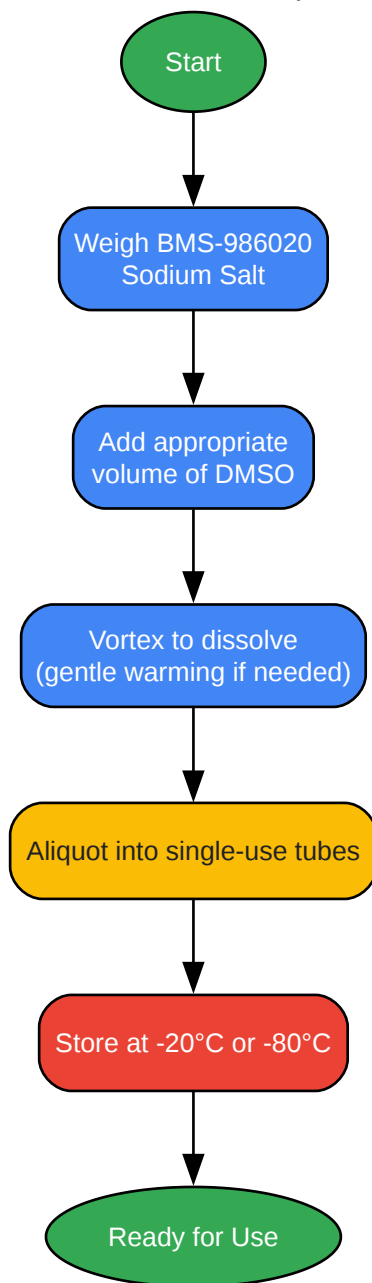 Start
Weigh BMS-986020
Sodium Salt
Add appropriate
volume of DMSO
Vortex to dissolve
(gentle warming if needed)
Aliquot into single-use tubes
Store at -20°C or -80°C
Ready for Use